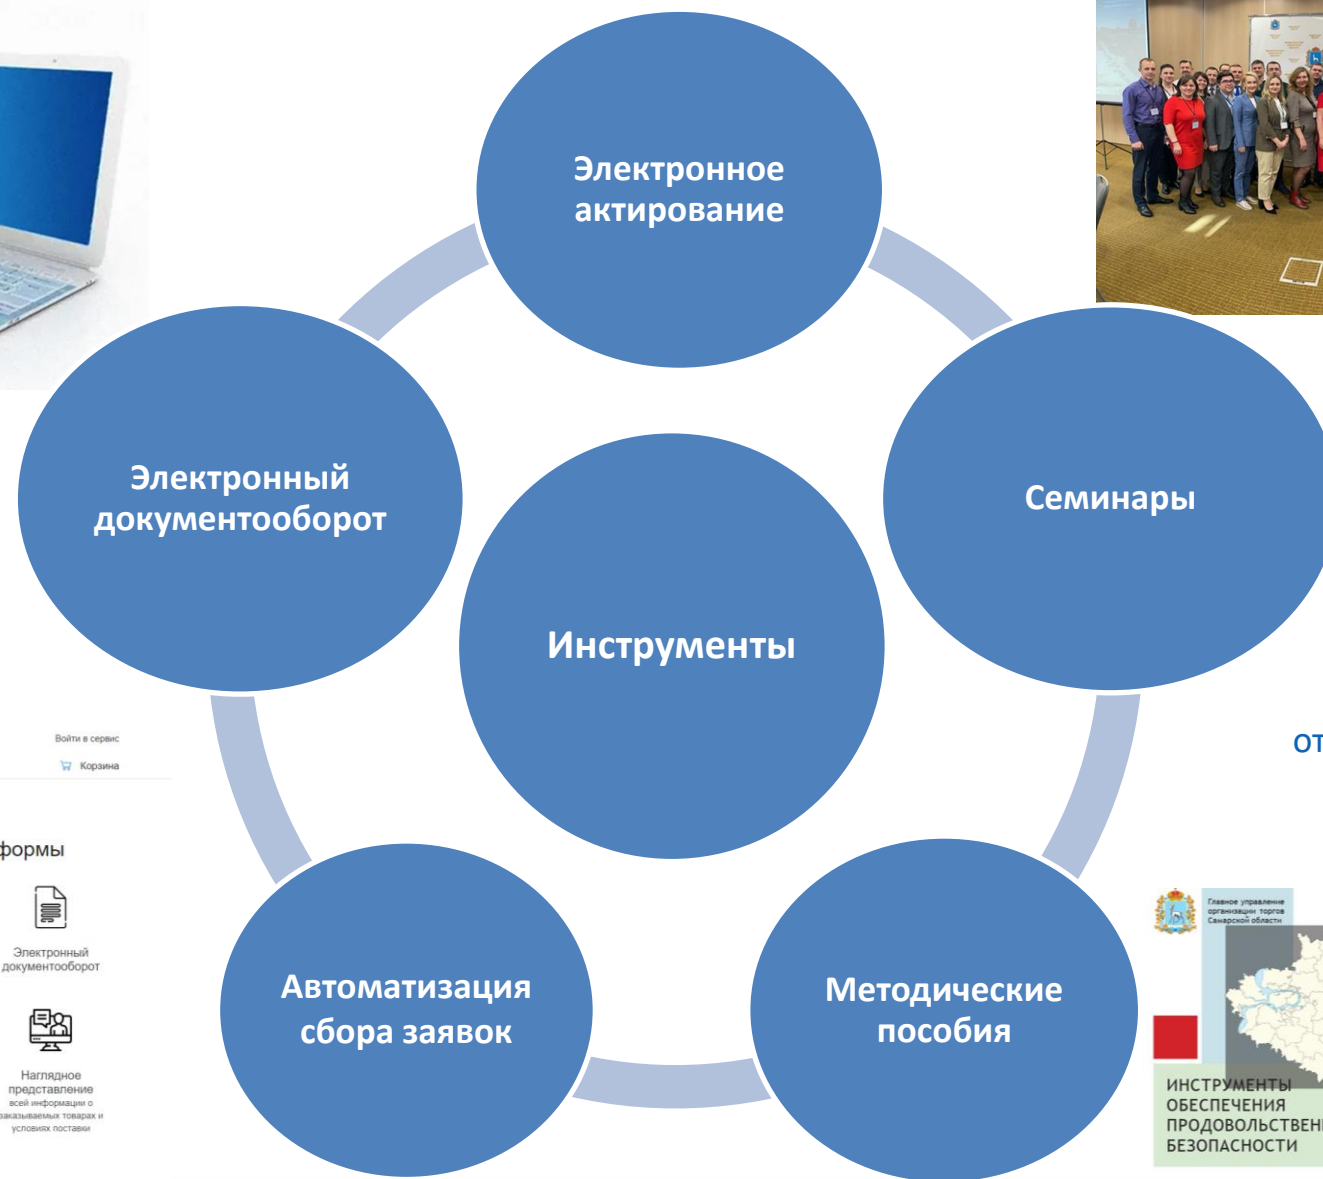 Электронное
актирование
Электронный
документооборот
Семинары
Инструменты
Войти в сервис
Корзина
формы
Электронный
документооборот
Наглядное
представление
всей информации о
заказываемых товарах и
условиях поставки
Автоматизация
сбора заявок
Методические
пособия
от
Главное управление
организации торгов
Самарской области
ИНСТРУМЕНТЫ
ОБЕСПЕЧЕНИЯ
ПРОДОВОЛЬСТВЕН
БЕЗОПАСНОСТИ